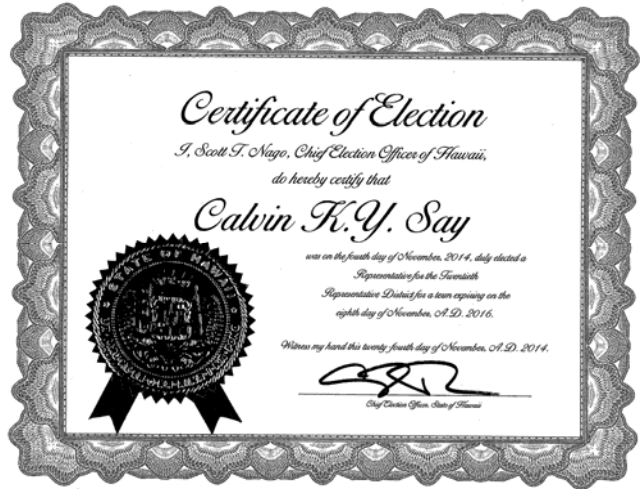 Certificate of Election
I, Scott T. Nago, Chief Election Officer of Hawaii,
do hereby certify that
Calvin K.Y. Say
was on the fourth day of November, 2014, duly elected a
Representative for the Twentieth
Representative District for a term expiring on the
eighth day of November, A.D. 2016.
Witness my hand this twenty-fourth day of November, A.D. 2014.
STATE OF HAWAII
Chief Election Officer, State of Hawaii